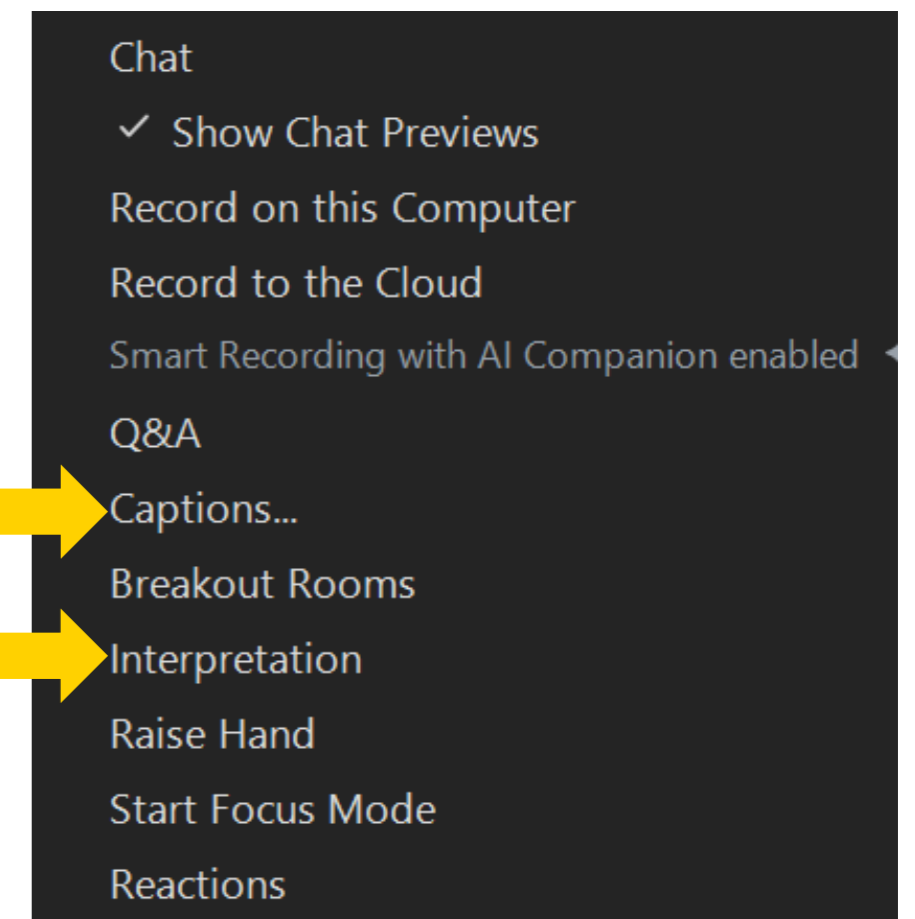 Chat
Show Chat Previews
Record on this Computer
Record to the Cloud
Smart Recording with AI Companion enabled
Q&A
Captions...
Breakout Rooms
Interpretation
Raise Hand
Start Focus Mode
Reactions